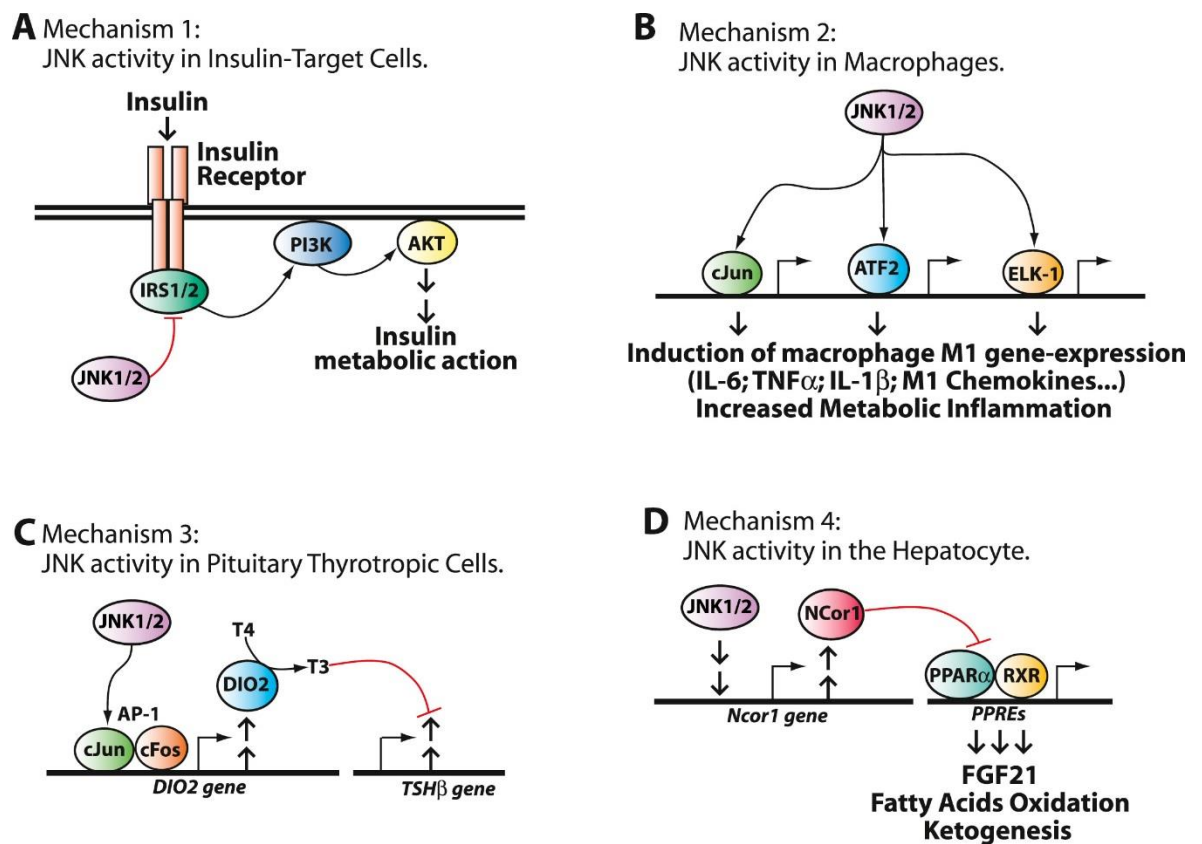 A Mechanism 1:
JNK activity in Insulin-Target Cells.
Insulin
Insulin
Receptor
PI3K
AKT
IRS1/2
Insulin
metabolic action
JNK1/2
B Mechanism 2:
JNK activity in Macrophages.
JNK1/2
cJun
ATF2
ELK-1
Induction of macrophage M1 gene-expression
(IL-6; TNFα; IL-1β; M1 Chemokines...)
Increased Metabolic Inflammation
C Mechanism 3:
JNK activity in Pituitary Thyrotropic Cells.
JNK1/2
T4
T3
DIO2
AP-1
cJun
cFos
DIO2 gene
TSHβ gene
D Mechanism 4:
JNK activity in the Hepatocyte.
JNK1/2
NCor1
PPARα
RXR
Ncor1 gene
PPREs
FGF21
Fatty Acids Oxidation
Ketogenesis